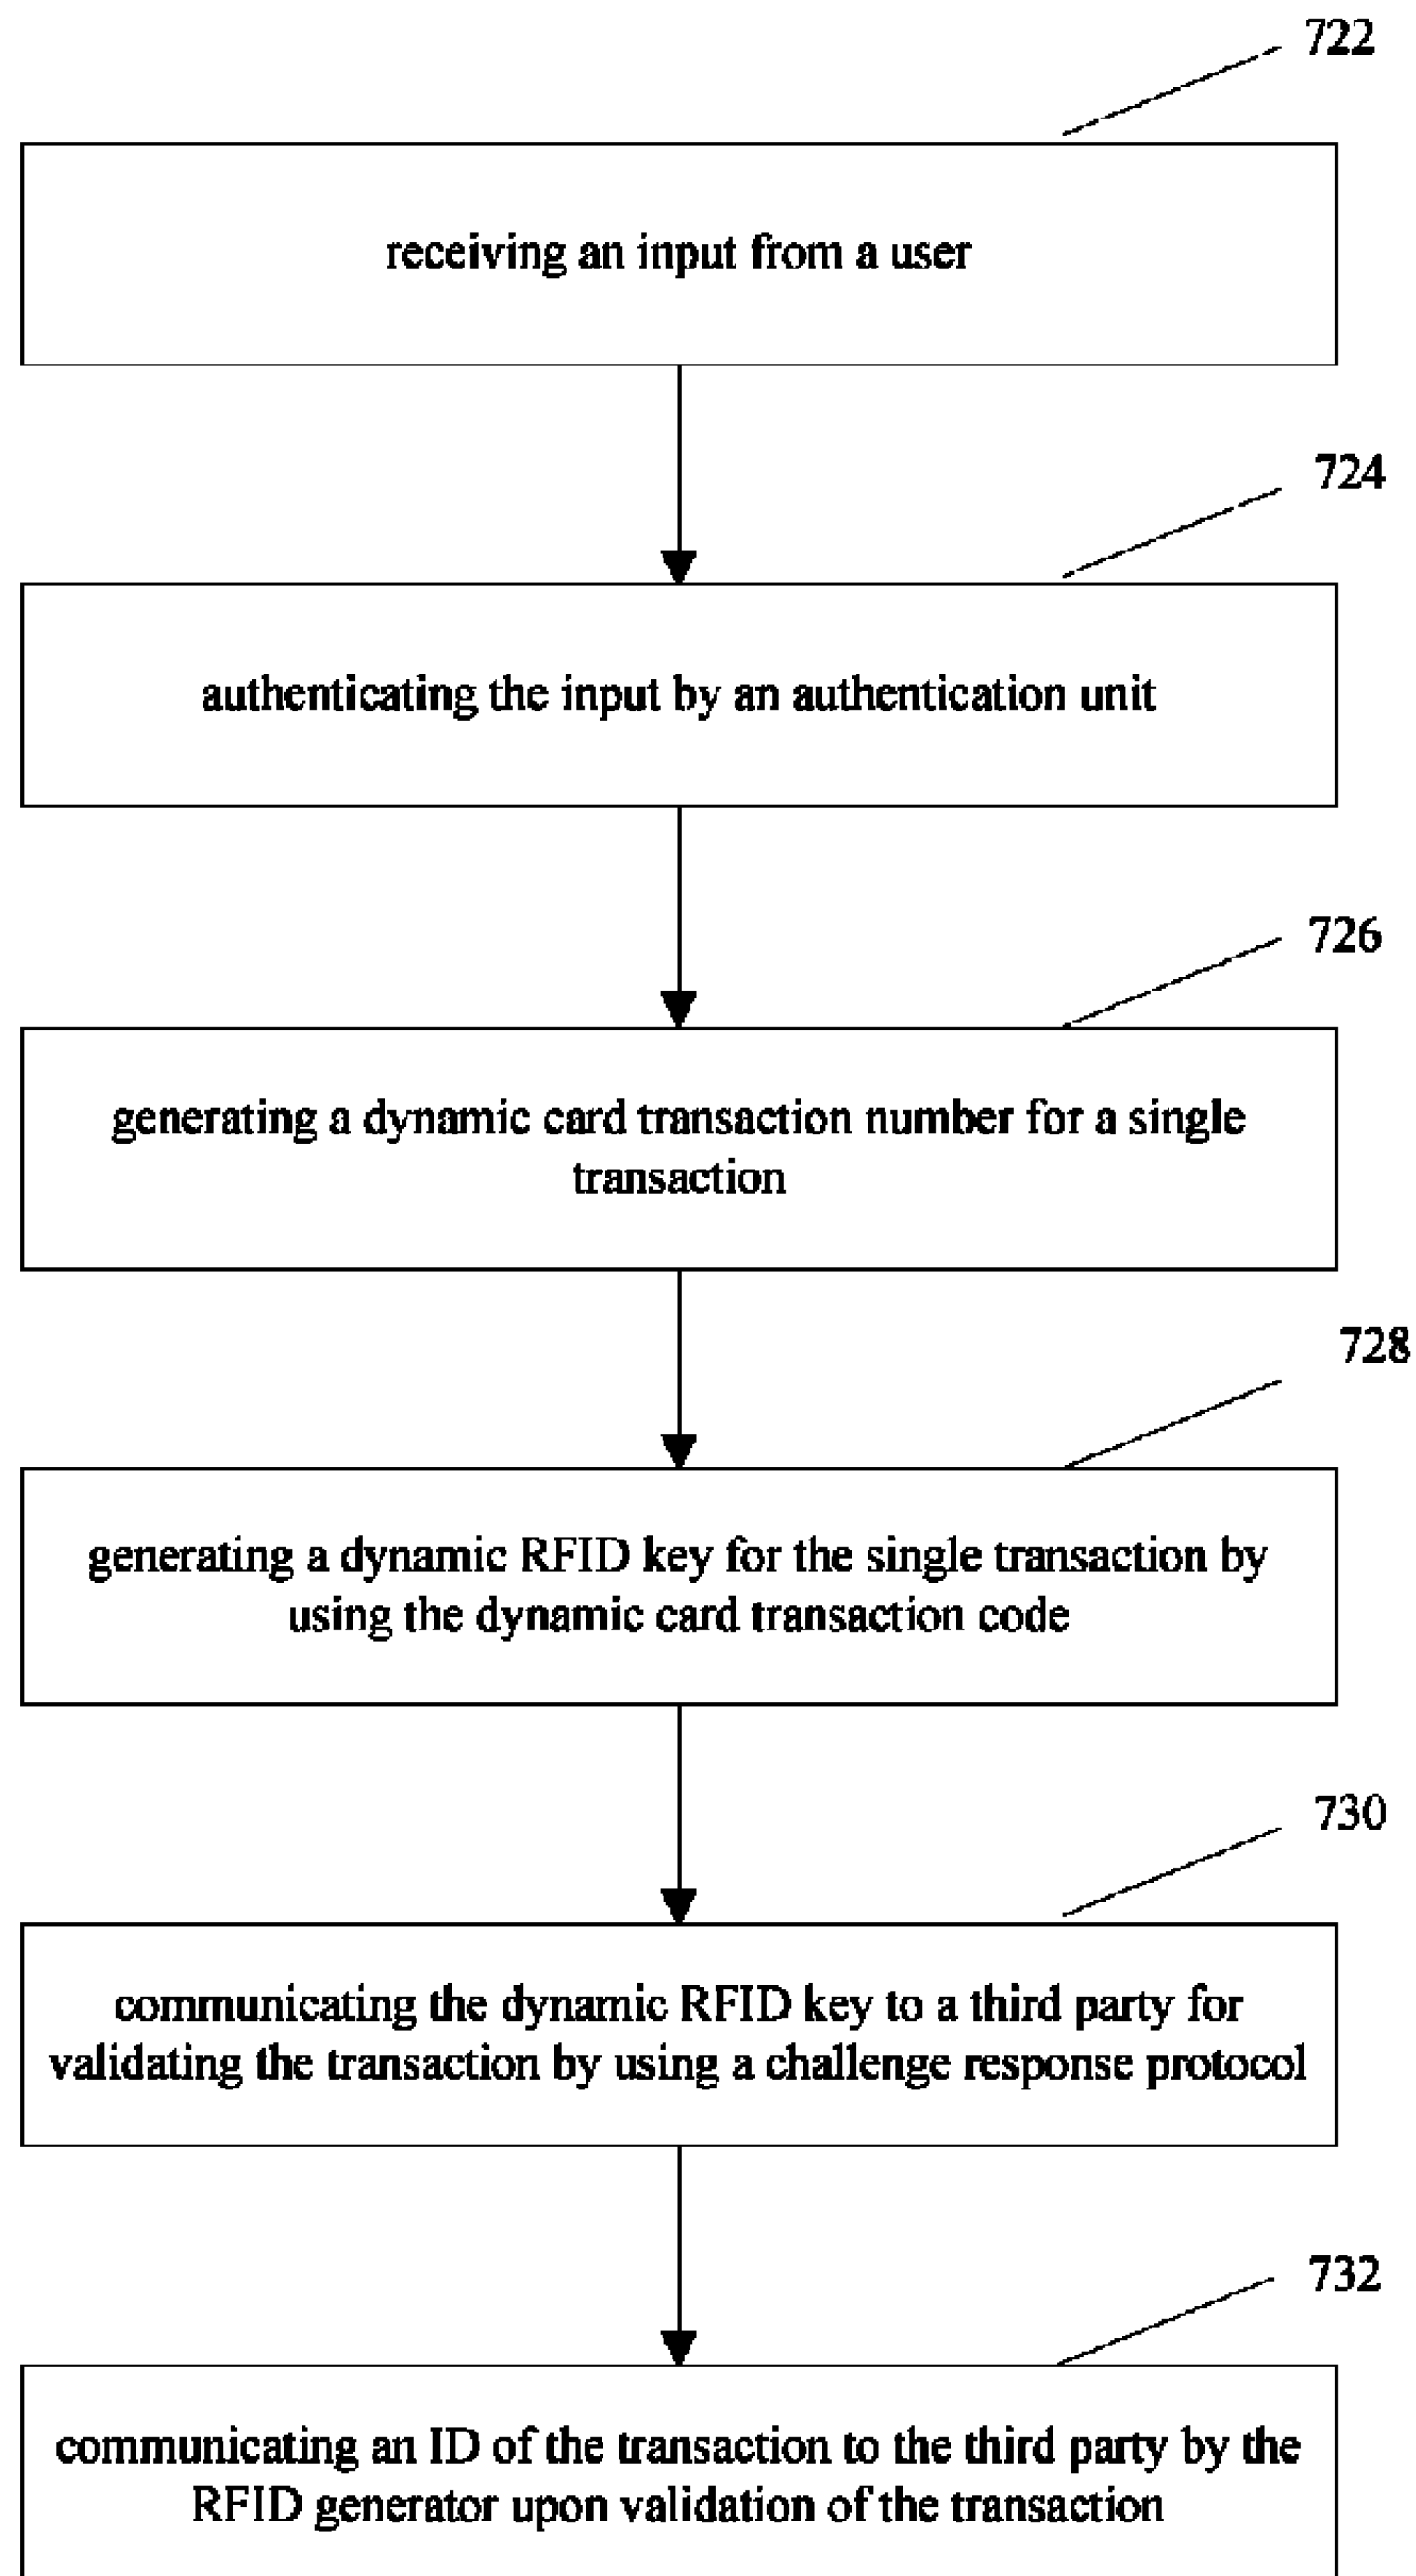 722
receiving an input from a user
724
authenticating the input by an authentication unit
726
generating a dynamic card transaction number for a single
transaction
728
generating a dynamic RFID key for the single transaction by
using the dynamic card transaction code
730
communicating the dynamic RFID key to a third party for
validating the transaction by using a challenge response protocol
732
communicating an ID of the transaction to the third party by the
RFID generator upon validation of the transaction